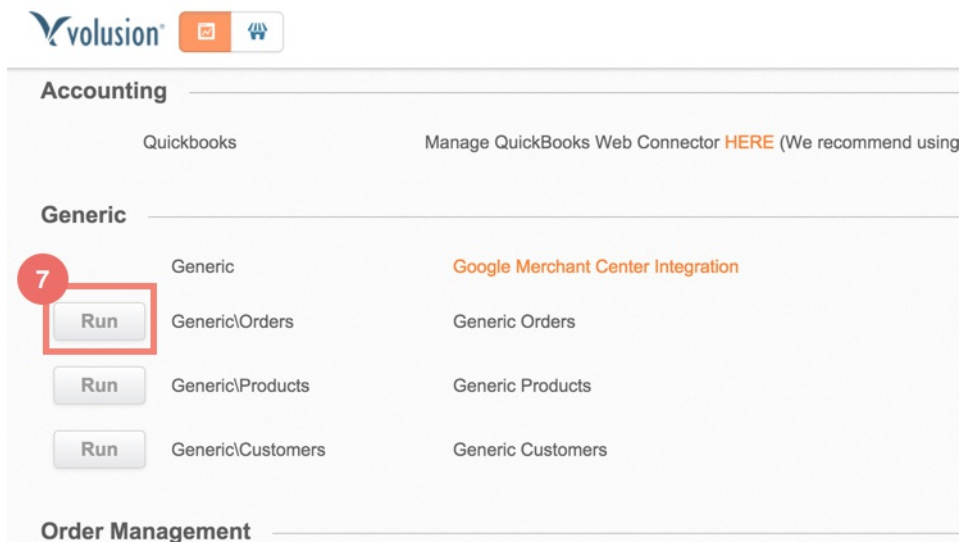 volusion
Accounting
Quickbooks Manage QuickBooks Web Connector HERE (We recommend using
Generic
7
Generic Google Merchant Center Integration
Run Generic\Orders Generic Orders
Run Generic\Products Generic Products
Run Generic\Customers Generic Customers
Order Management